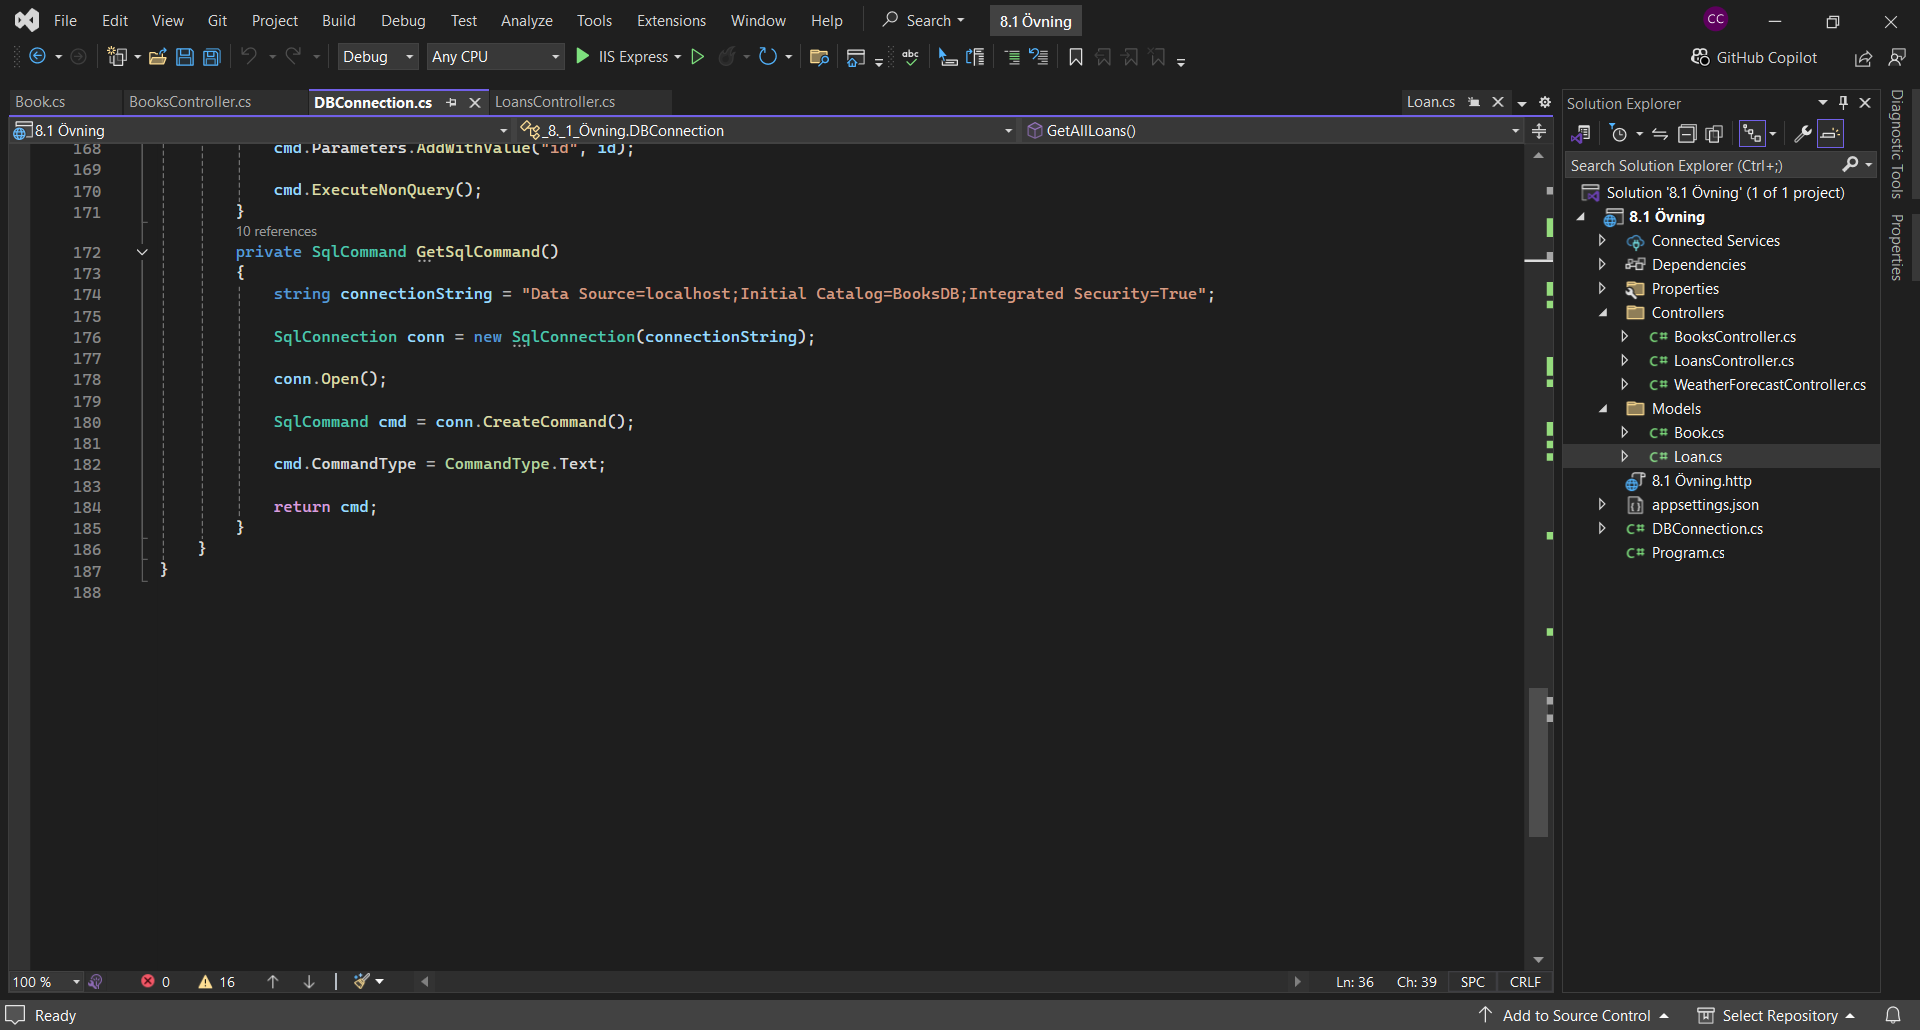 File Edit View Git Project Build Debug Test Analyze Tools Extensions Window Help Search 8.1 Övning CC
Debug Any CPU IIS Express abc GitHub Copilot
Book.cs BooksController.cs DBConnection.cs LoansController.cs Loan.cs
8.1 Övning _8._1_Övning.DBConnection GetAllLoans()
168 cmd.Parameters.AddWithValue("id", id);
169
170 cmd.ExecuteNonQuery();
171 }
10 references
172 private SqlCommand GetSqlCommand()
173 {
174 string connectionString = "Data Source=localhost;Initial Catalog=BooksDB;Integrated Security=True";
175
176 SqlConnection conn = new SqlConnection(connectionString);
177
178 conn.Open();
179
180 SqlCommand cmd = conn.CreateCommand();
181
182 cmd.CommandType = CommandType.Text;
183
184 return cmd;
185 }
186 }
187 }
188
100 % 0 16 Ln: 36 Ch: 39 SPC CRLF
Solution Explorer
Search Solution Explorer (Ctrl+;)
Solution '8.1 Övning' (1 of 1 project)
8.1 Övning
Connected Services
Dependencies
Properties
Controllers
C# BooksController.cs
C# LoansController.cs
C# WeatherForecastController.cs
Models
C# Book.cs
C# Loan.cs
8.1 Övning.http
appsettings.json
C# DBConnection.cs
C# Program.cs
Diagnostic Tools
Properties
Ready Add to Source Control Select Repository